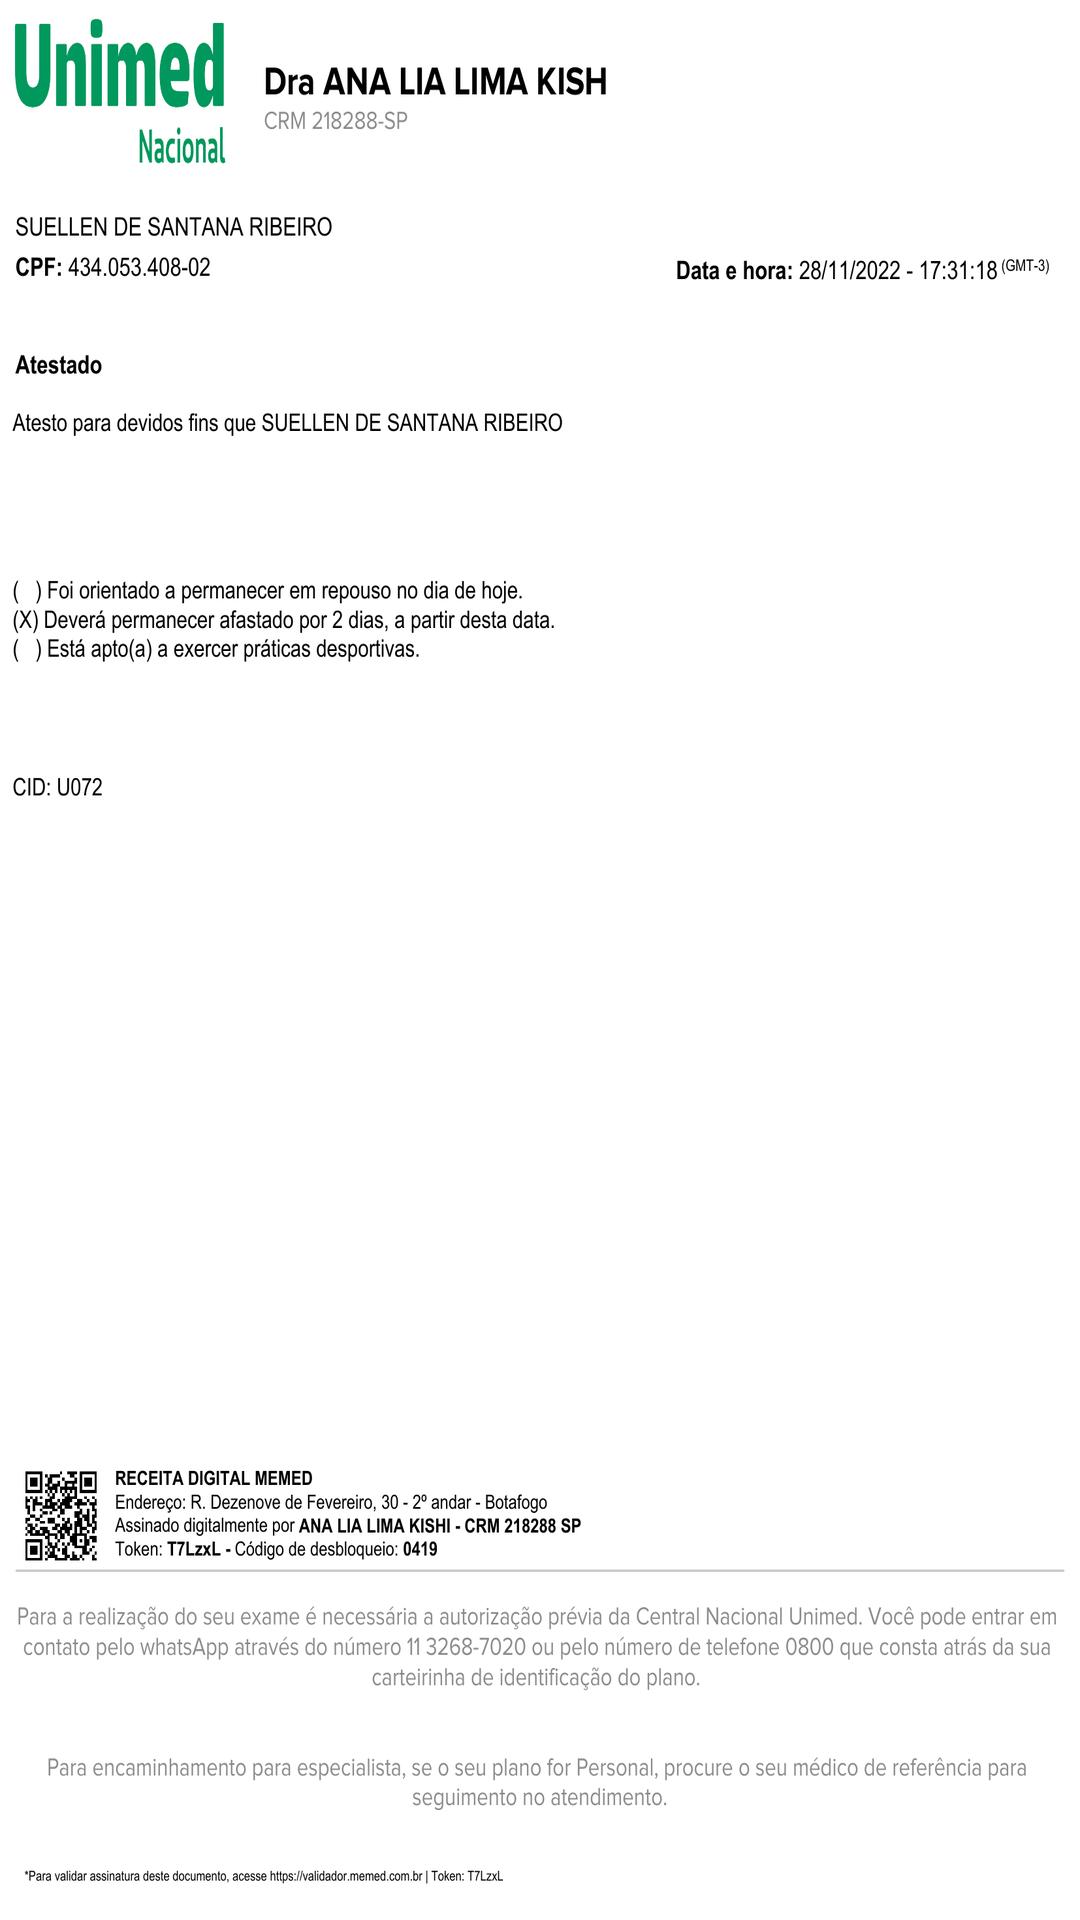 Unimed
Nacional
Dra ANA LIA LIMA KISH
CRM 218288-SP
SUELLEN DE SANTANA RIBEIRO
CPF: 434.053.408-02
Data e hora: 28/11/2022 - 17:31:18 (GMT-3)
Atestado
Atesto para devidos fins que SUELLEN DE SANTANA RIBEIRO
( ) Foi orientado a permanecer em repouso no dia de hoje.
(X) Deverá permanecer afastado por 2 dias, a partir desta data.
( ) Está apto(a) a exercer práticas desportivas.
CID: U072
RECEITA DIGITAL MEMED
Endereço: R. Dezenove de Fevereiro, 30 - 2º andar - Botafogo
Assinado digitalmente por ANA LIA LIMA KISHI - CRM 218288 SP
Token: T7LzxL - Código de desbloqueio: 0419
Para a realização do seu exame é necessária a autorização prévia da Central Nacional Unimed. Você pode entrar em
contato pelo whatsApp através do número 11 3268-7020 ou pelo número de telefone 0800 que consta atrás da sua
carteirinha de identificação do plano.
Para encaminhamento para especialista, se o seu plano for Personal, procure o seu médico de referência para
seguimento no atendimento.
*Para validar assinatura deste documento, acesse https://validador.memed.com.br | Token: T7LzxL